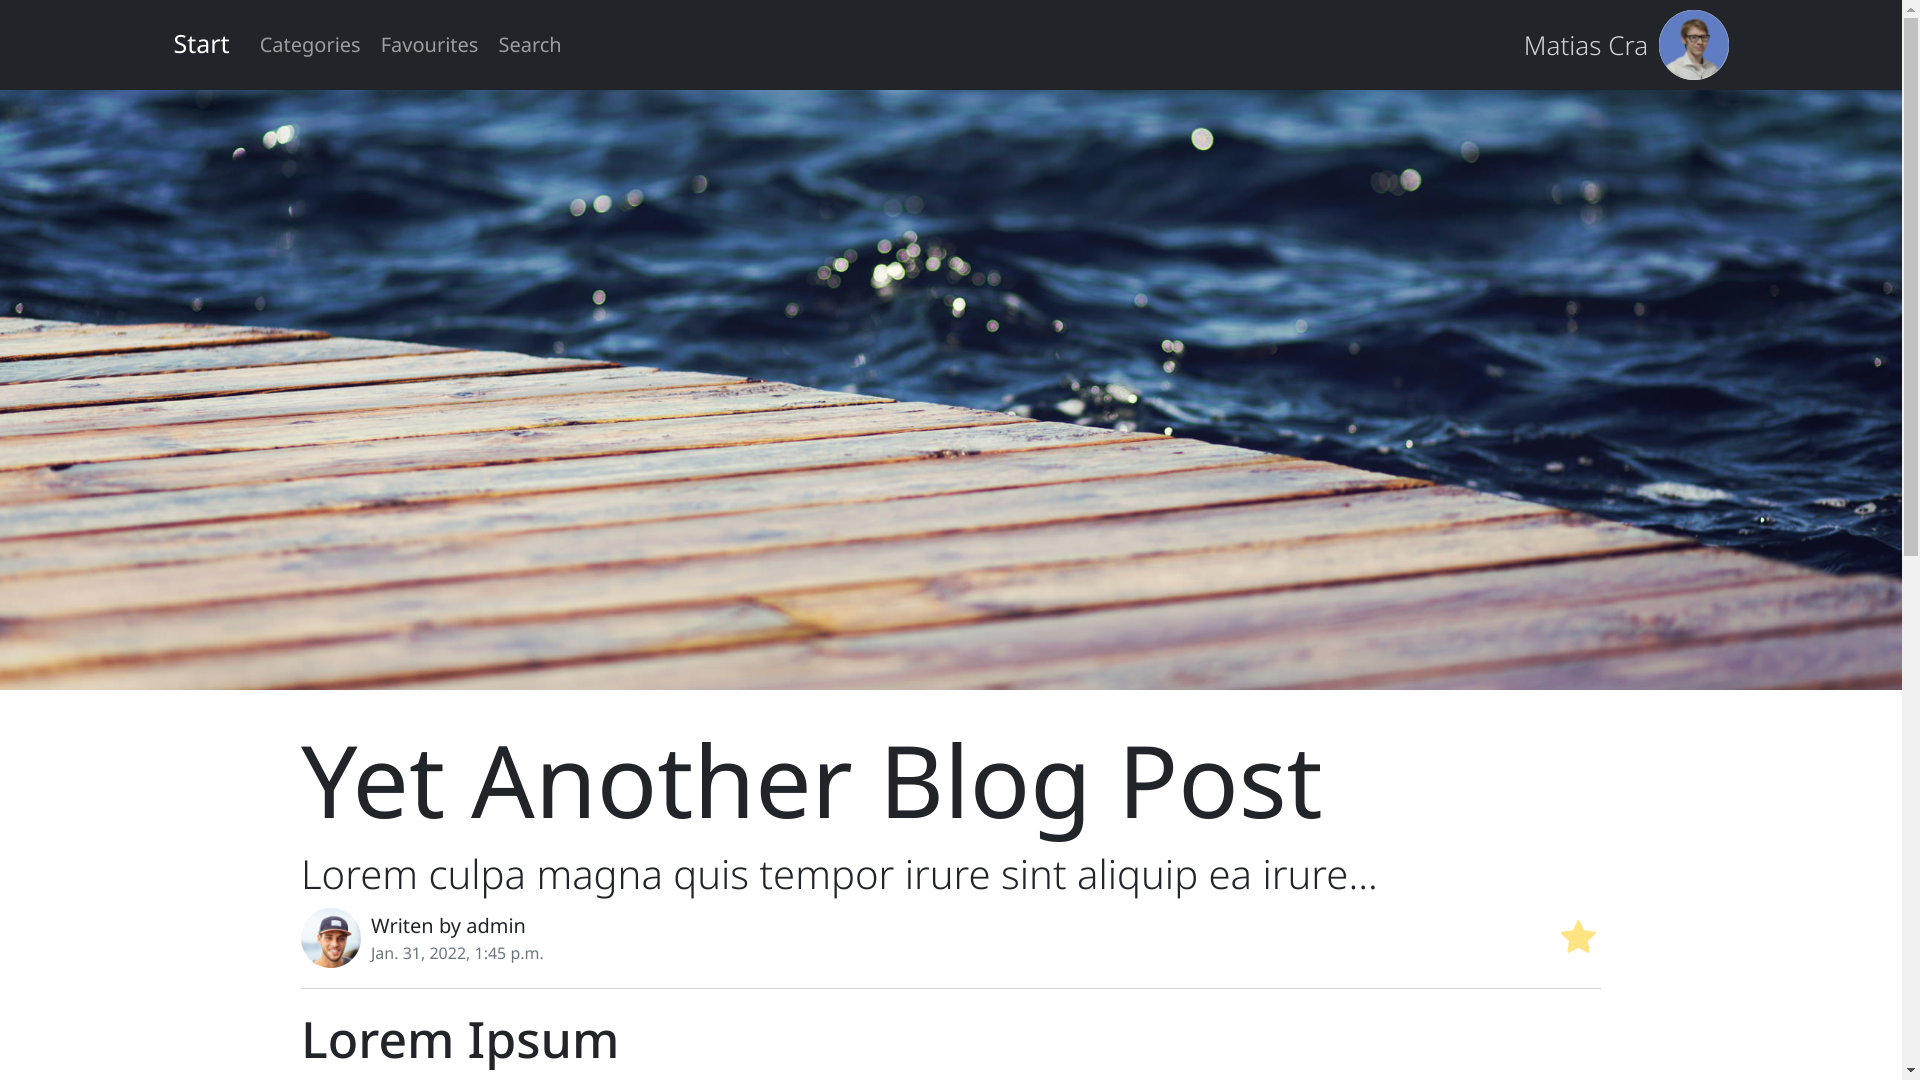 Start Categories Favourites Search Matias Cra
Yet Another Blog Post
Lorem culpa magna quis tempor irure sint aliquip ea irure...
Writen by admin
Jan. 31, 2022, 1:45 p.m.
Lorem Ipsum